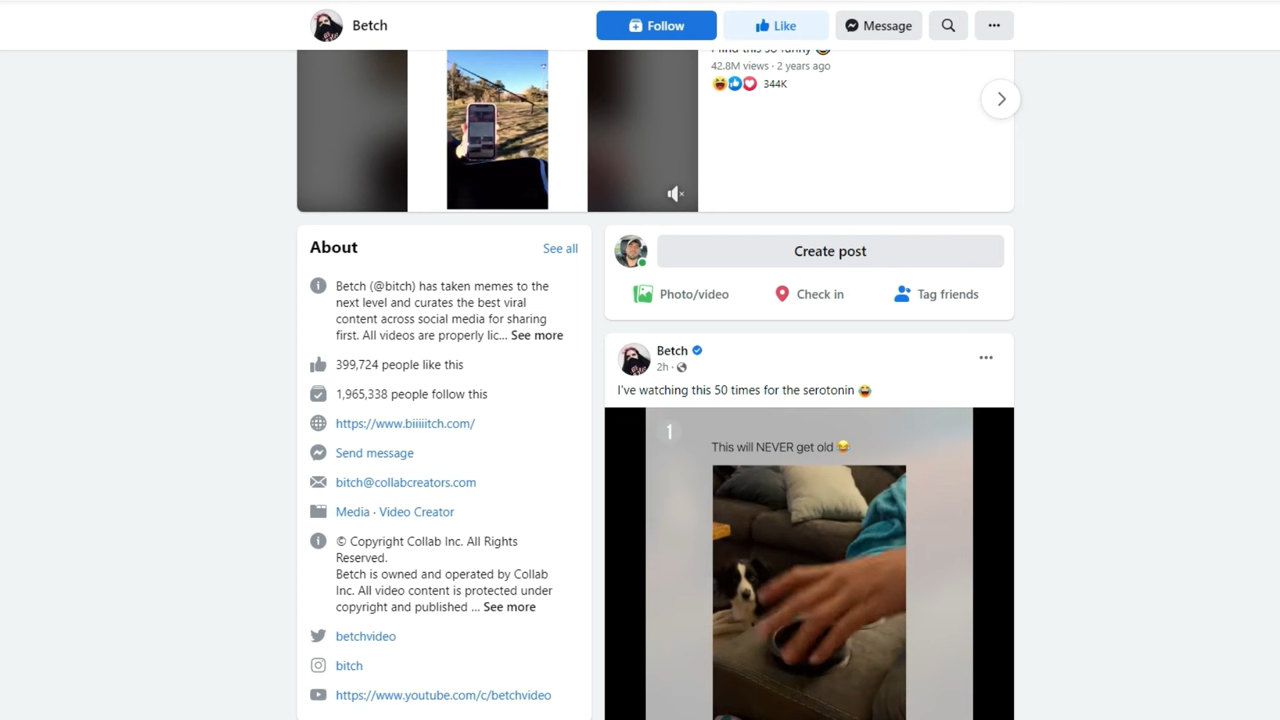 Betch
Follow
Like
Message
I find this so funny 😂
42.8M views · 2 years ago
344K
About
See all
Betch (@bitch) has taken memes to the
next level and curates the best viral
content across social media for sharing
first. All videos are properly lic... See more
399,724 people like this
1,965,338 people follow this
https://www.biiiiitch.com/
Send message
bitch@collabcreators.com
Media · Video Creator
© Copyright Collab Inc. All Rights
Reserved.
Betch is owned and operated by Collab
Inc. All video content is protected under
copyright and published ... See more
betchvideo
bitch
https://www.youtube.com/c/betchvideo
Create post
Photo/video
Check in
Tag friends
Betch
2h ·
I've watching this 50 times for the serotonin 😂
1
This will NEVER get old 😂